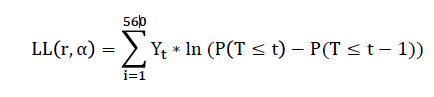 560
LL(r, α) = ∑ Yₜ * ln (P(T ≤ t) − P(T ≤ t − 1))
i=1